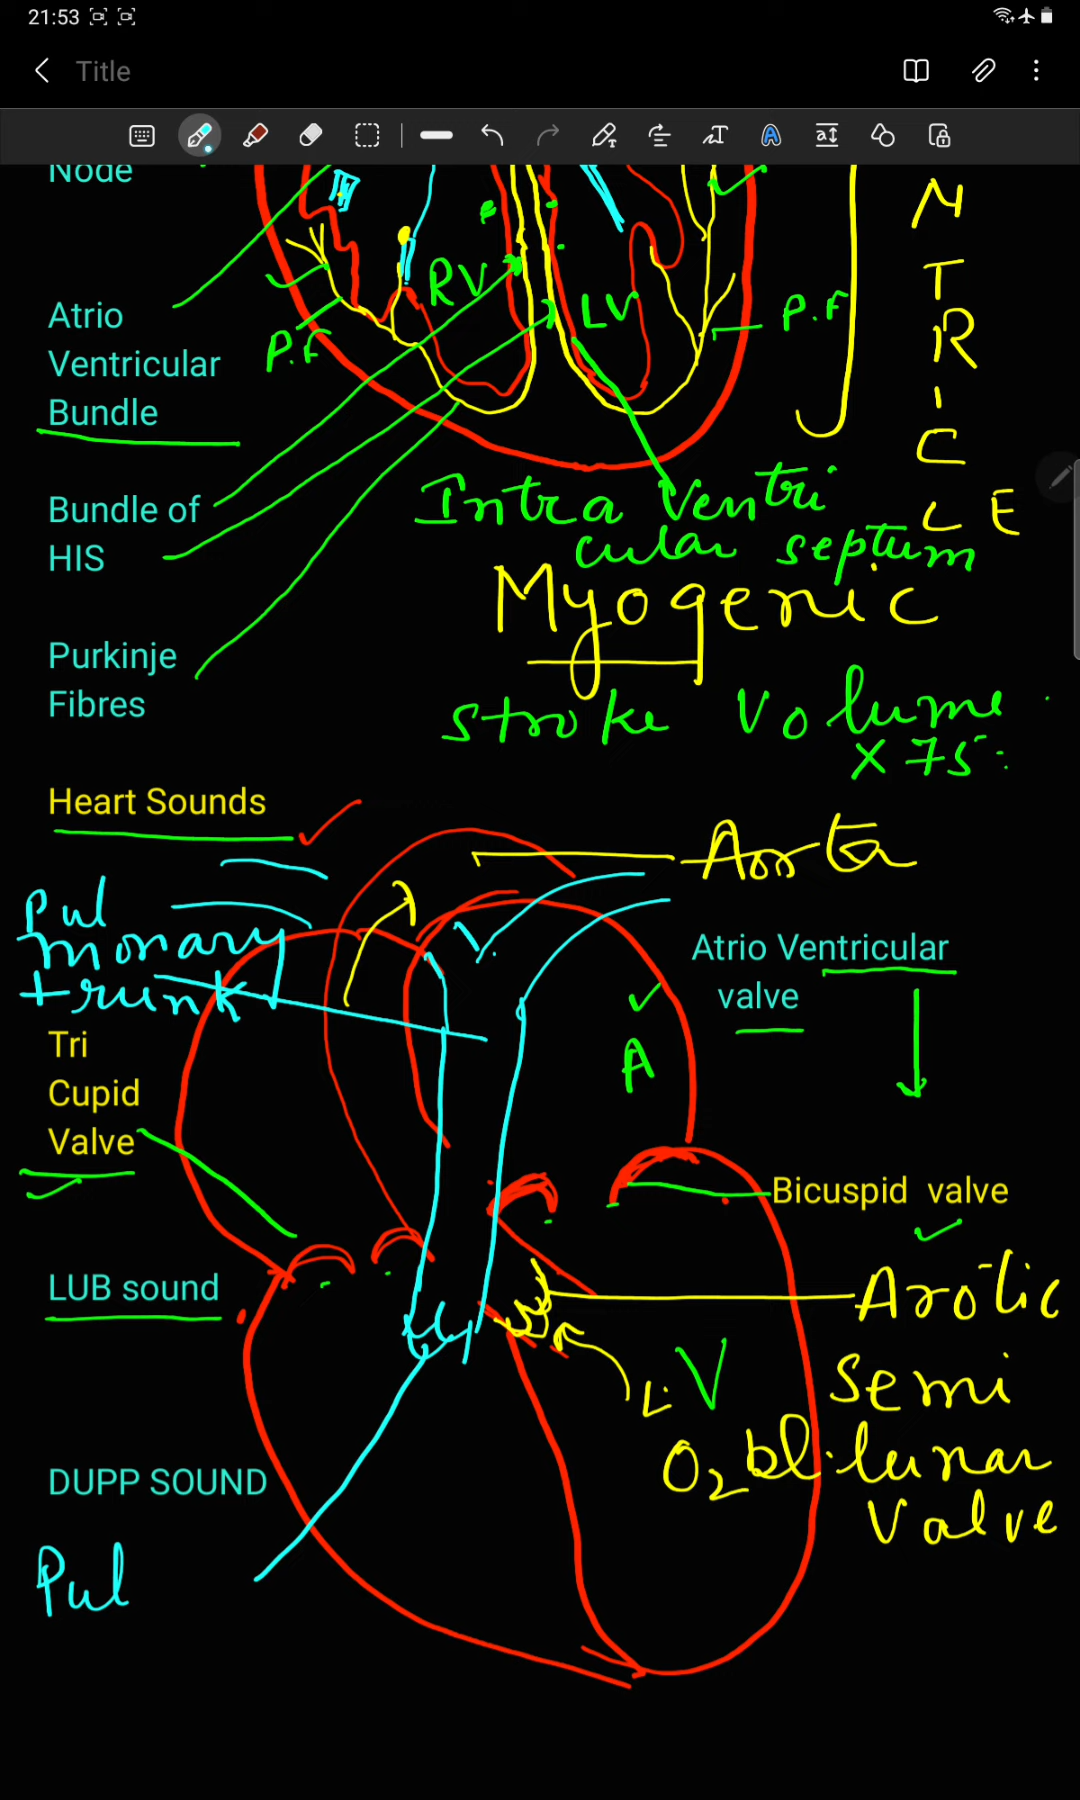 21:53
Title
Node
Atrio
Ventricular
Bundle
RV
LV
P.F
P.F
N
T
R
I
C
L E
Bundle of
HIS
Intra Ventri
cular septum
Myogenic
Purkinje
Fibres
stroke Volume
X 75
Heart Sounds
Aorta
Pul
monary
trunk
Atrio Ventricular
valve
A
Tri
Cupid
Valve
Bicuspid valve
LUB sound
Arotic
semi
lunar
Valve
V
O2 bl.
DUPP SOUND
Pul